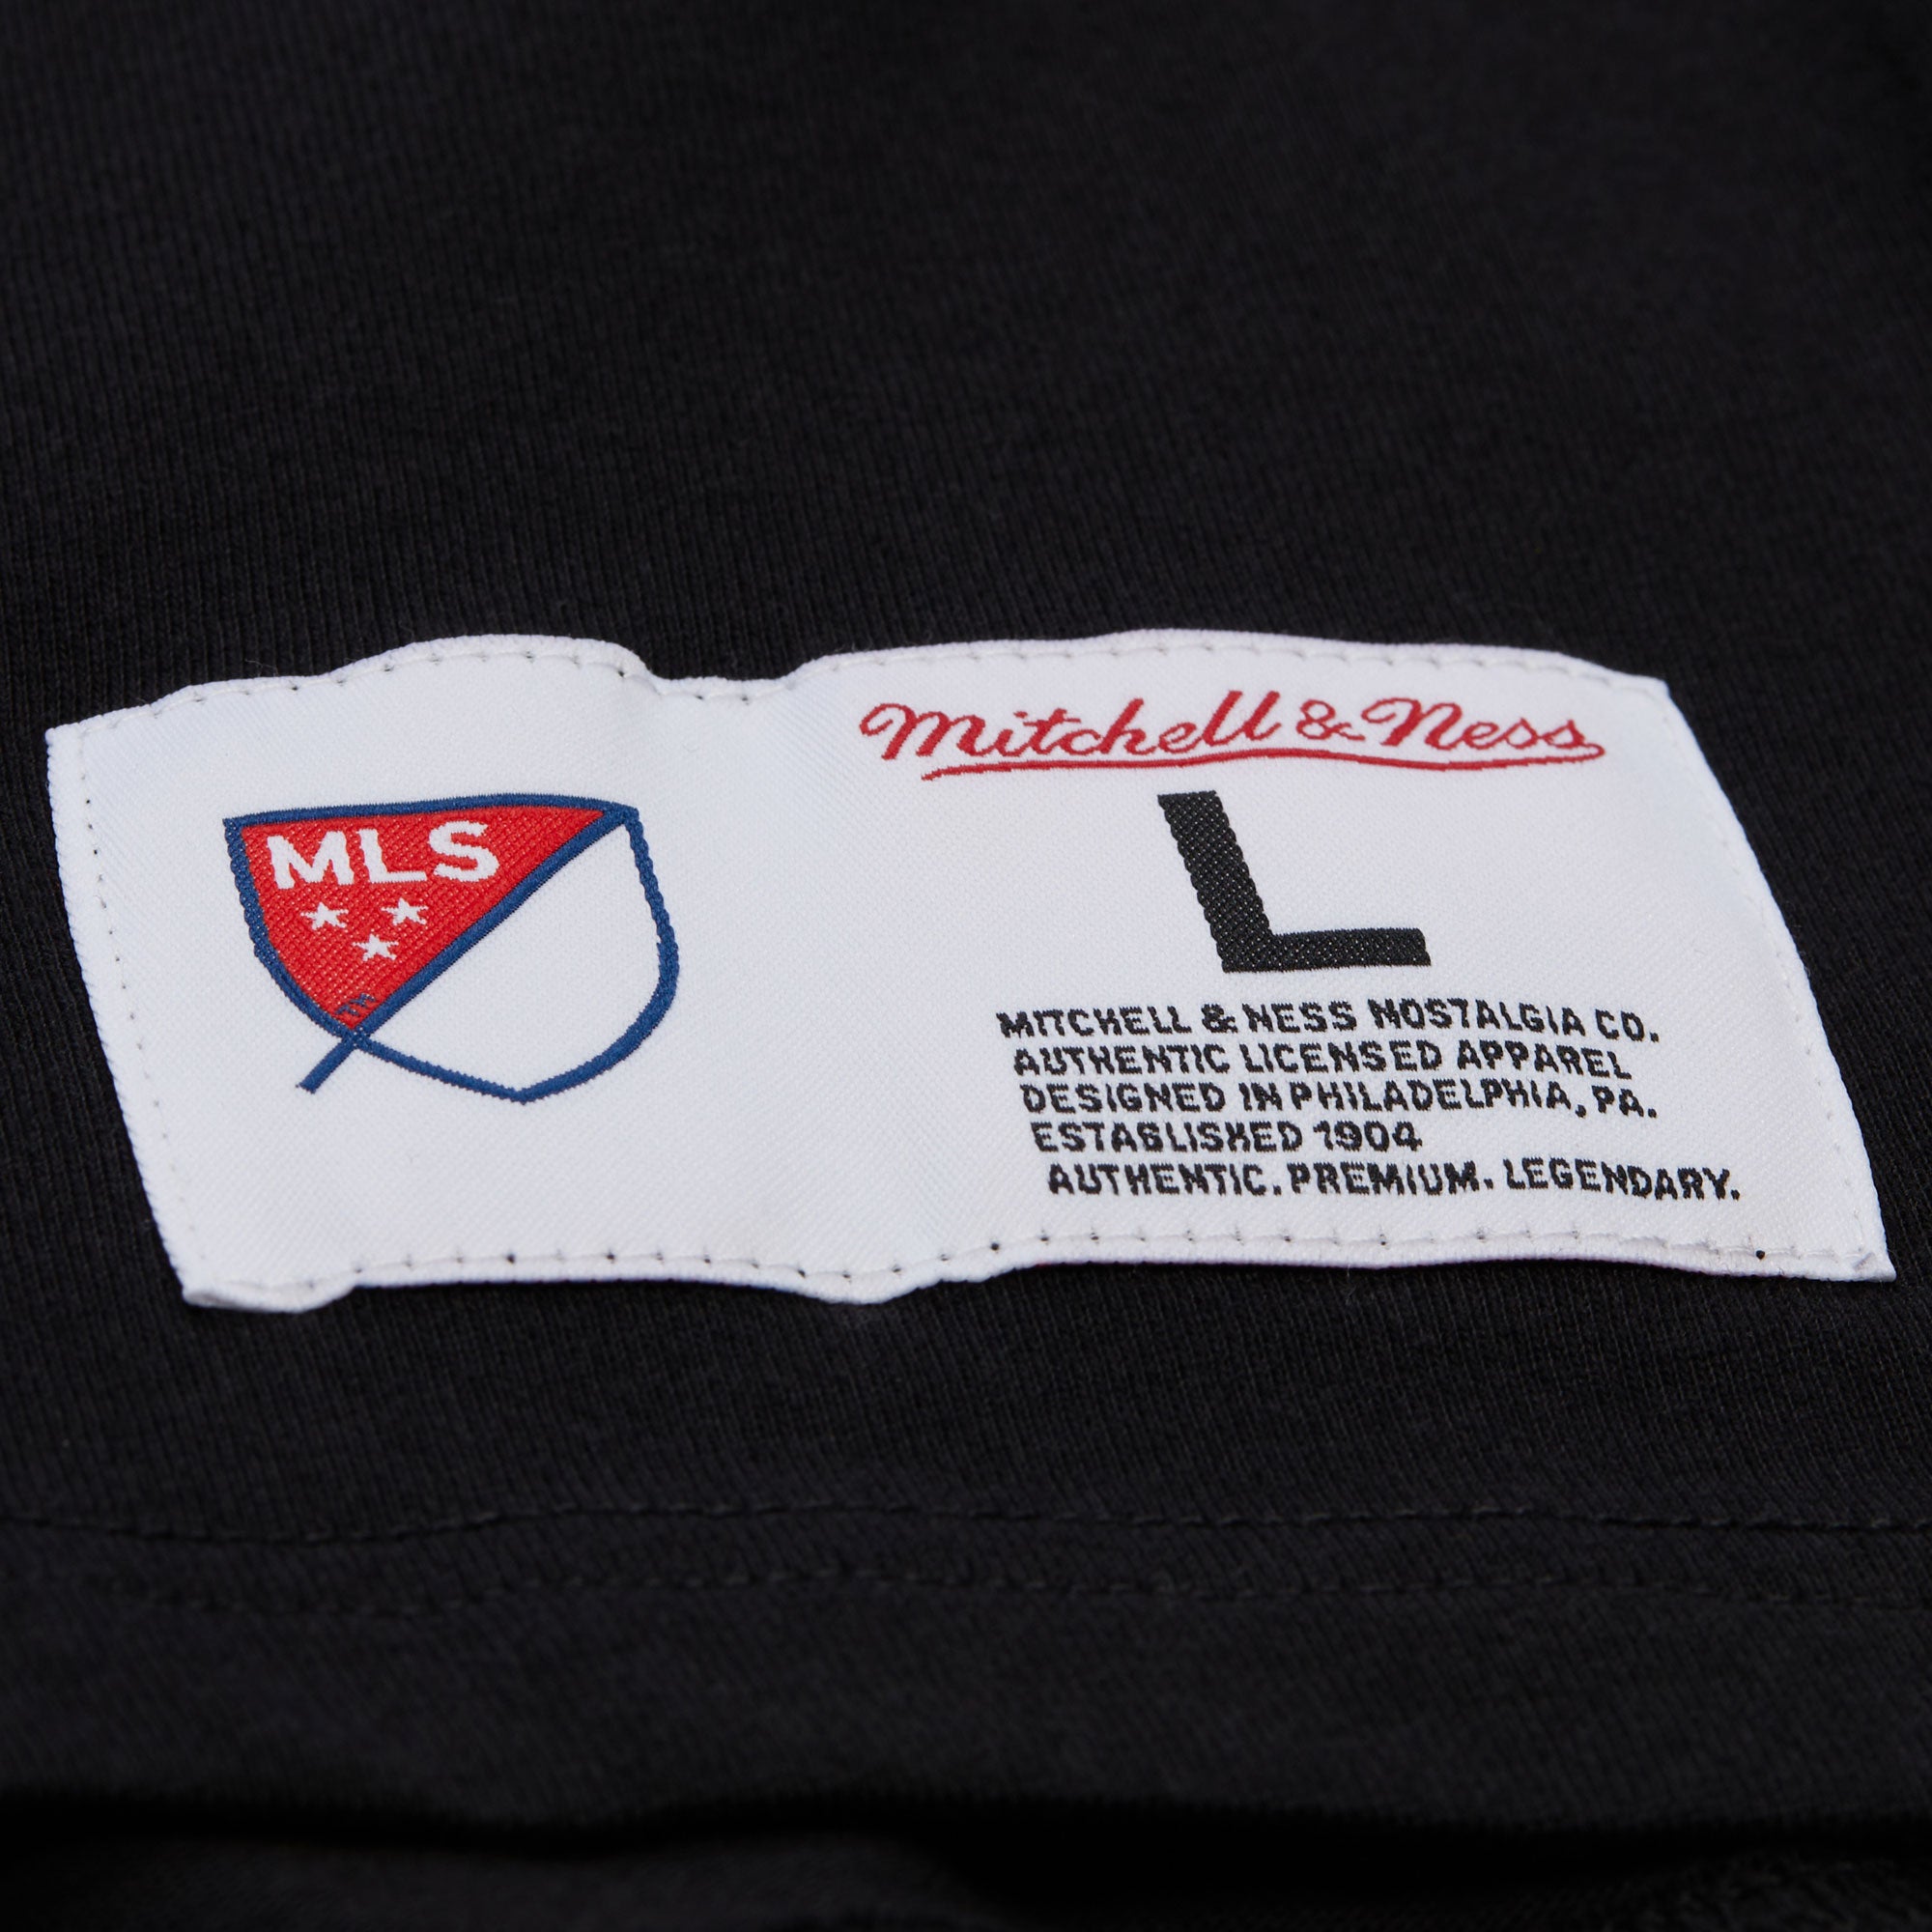 MLS
Mitchell & Ness
L
MITCHELL & NESS NOSTALGIA CO.
AUTHENTIC LICENSED APPAREL
DESIGNED IN PHILADELPHIA, PA.
ESTABLISHED 1904
AUTHENTIC. PREMIUM. LEGENDARY.